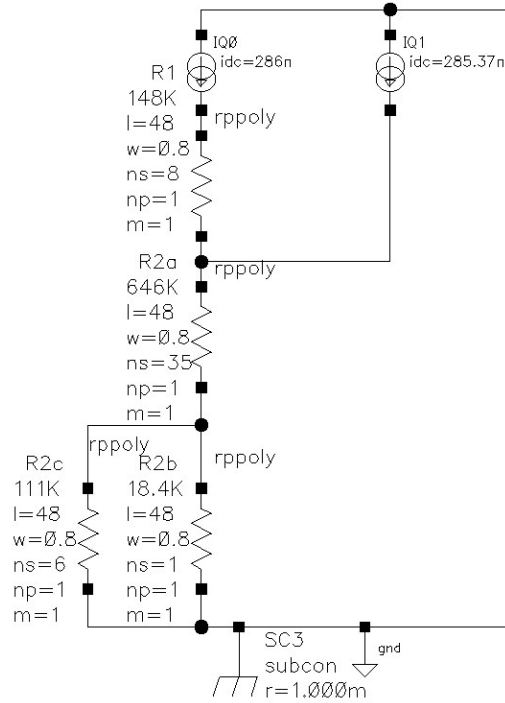 IQ0
idc=286n
IQ1
idc=285.37n
R1
148K
rppoly
l=48
w=0.8
ns=8
np=1
m=1
R2a
rppoly
646K
l=48
w=0.8
ns=35
np=1
m=1
rppoly
R2c
R2b
rppoly
111K
18.4K
l=48
l=48
w=0.8
w=0.8
ns=6
ns=1
np=1
np=1
m=1
m=1
SC3
gnd
subcon
r=1.000m